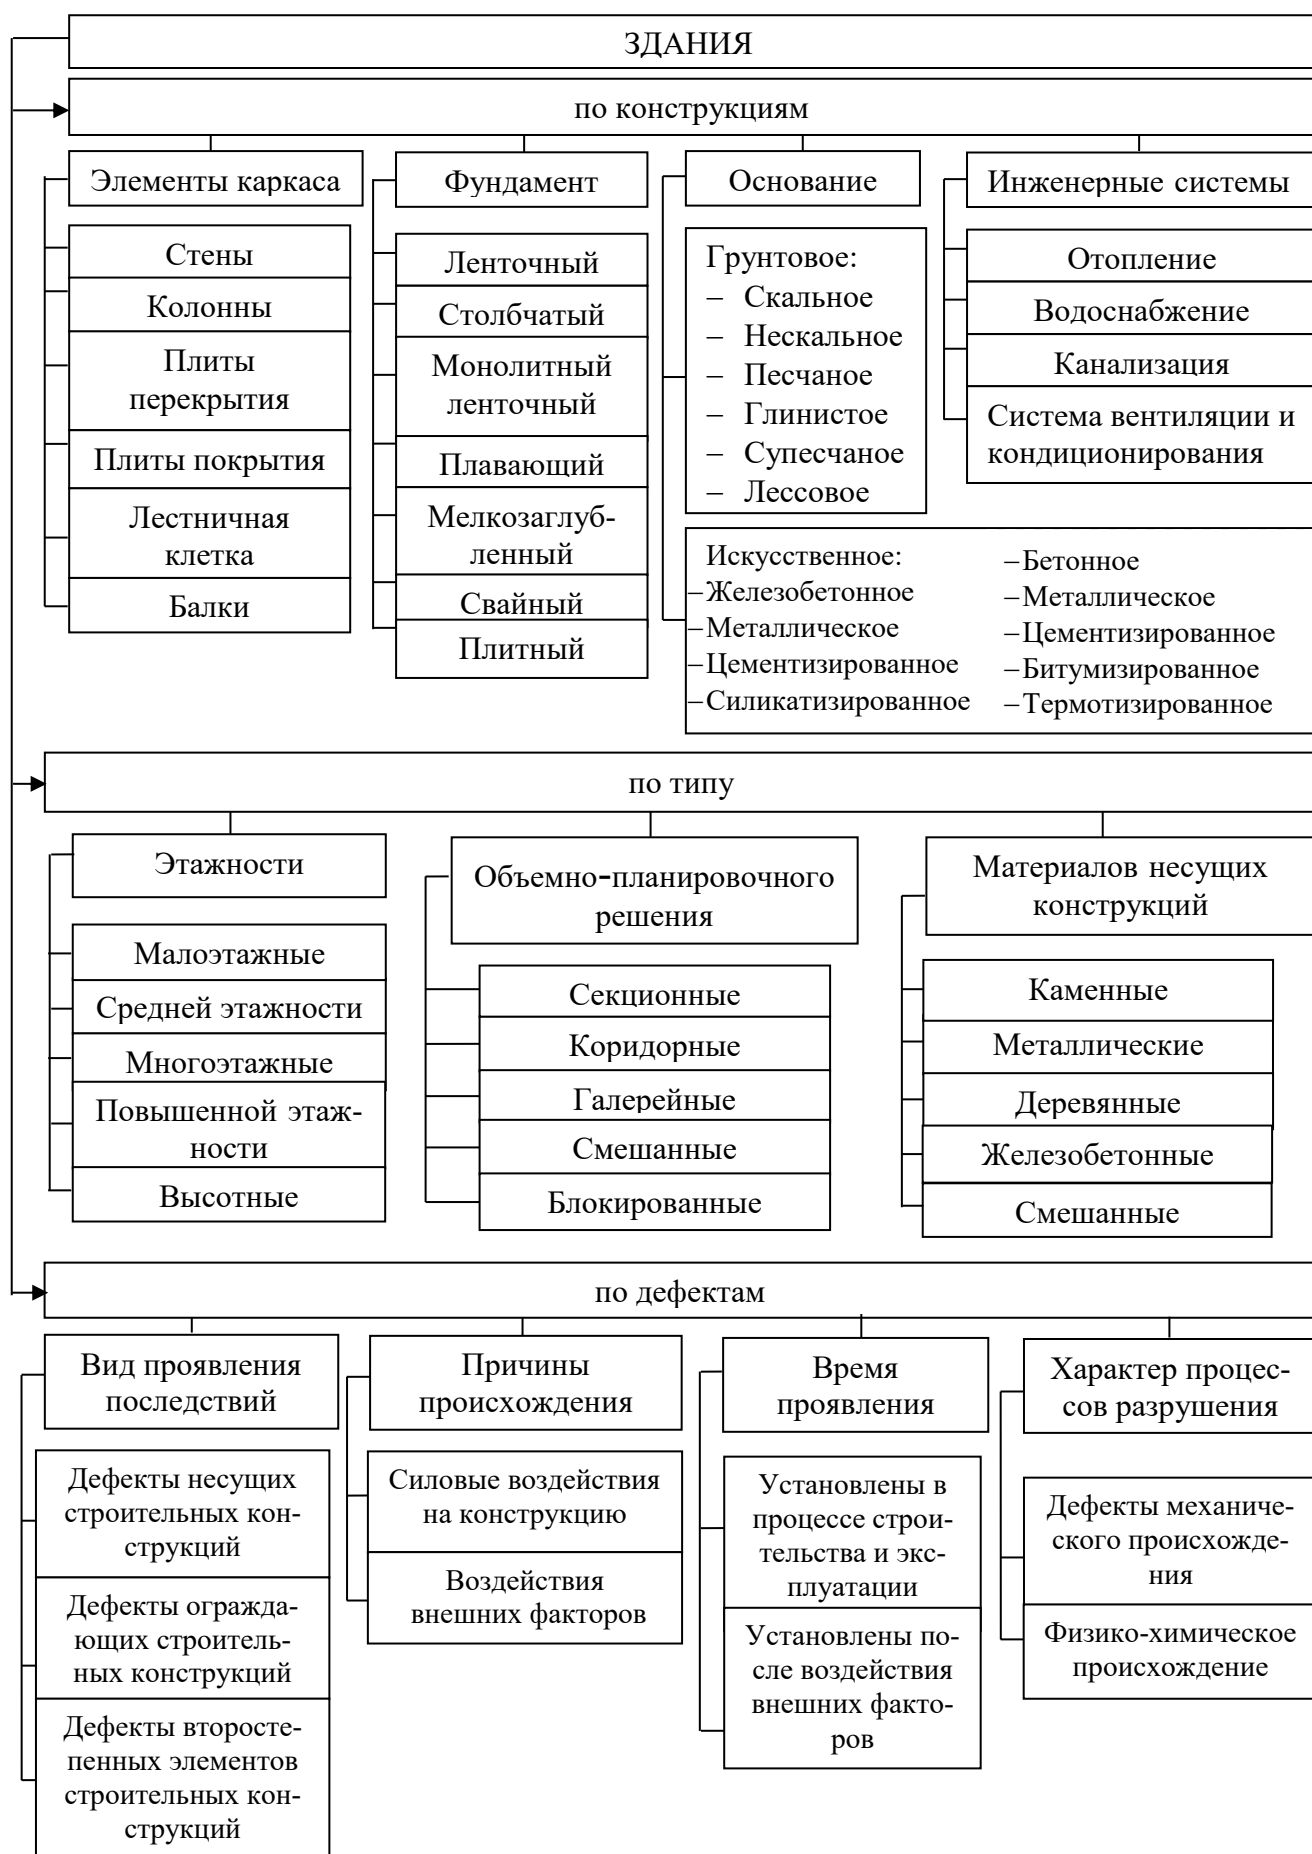 ЗДАНИЯ
по конструкциям
Элементы каркаса
Стены
Колонны
Плиты
перекрытия
Плиты покрытия
Лестничная
клетка
Балки
Фундамент
Ленточный
Столбчатый
Монолитный
ленточный
Плавающий
Мелкозаглуб-
ленный
Свайный
Плитный
Основание
Грунтовое:
– Скальное
– Нескальное
– Песчаное
– Глинистое
– Супесчаное
– Лессовое
Искусственное:
–Железобетонное
–Металлическое
–Цементизированное
–Силикатизированное
–Бетонное
–Металлическое
–Цементизированное
–Битумизированное
–Термотизированное
Инженерные системы
Отопление
Водоснабжение
Канализация
Система вентиляции и
кондиционирования
по типу
Этажности
Малоэтажные
Средней этажности
Многоэтажные
Повышенной этаж-
ности
Высотные
Объемно-планировочного
решения
Секционные
Коридорные
Галерейные
Смешанные
Блокированные
Материалов несущих
конструкций
Каменные
Металлические
Деревянные
Железобетонные
Смешанные
по дефектам
Вид проявления
последствий
Дефекты несущих
строительных кон-
струкций
Дефекты огражда-
ющих строитель-
ных конструкций
Дефекты второсте-
пенных элементов
строительных кон-
струкций
Причины
происхождения
Силовые воздействия
на конструкцию
Воздействия
внешних факторов
Время
проявления
Установлены в
процессе строи-
тельства и экс-
плуатации
Установлены по-
сле воздействия
внешних факто-
ров
Характер процес-
сов разрушения
Дефекты механиче-
ского происхожде-
ния
Физико-химическое
происхождение